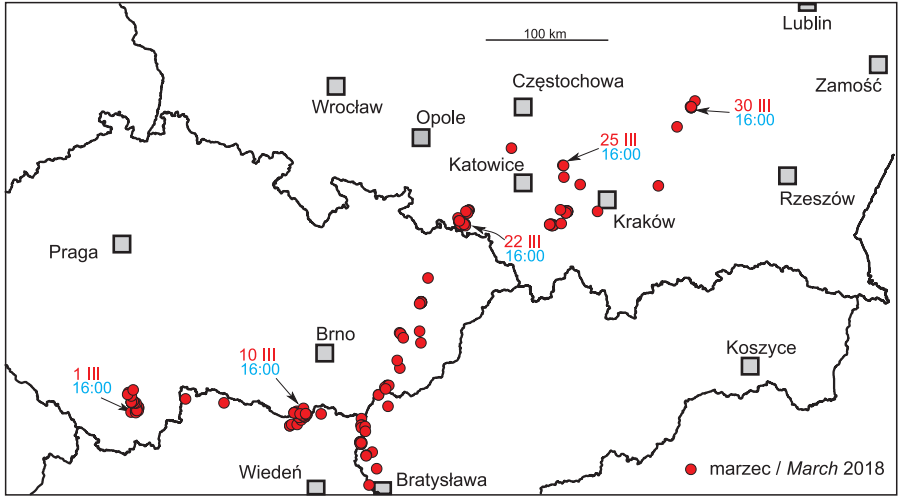 Lublin
100 km
Zamość
Częstochowa
Wrocław
Opole
30 III
16:00
25 III
16:00
Katowice
Rzeszów
Kraków
22 III
16:00
Praga
Brno
10 III
16:00
Koszyce
1 III
16:00
Wiedeń
Bratysława
marzec / March 2018